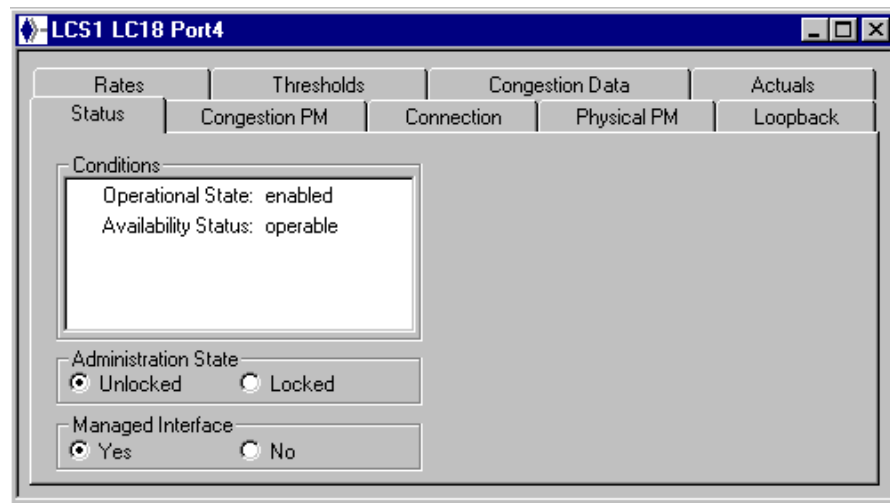 LCS1 LC18 Port4
Rates Thresholds Congestion Data Actuals
Status Congestion PM Connection Physical PM Loopback
Conditions
Operational State: enabled
Availability Status: operable
Administration State
Unlocked Locked
Managed Interface
Yes No